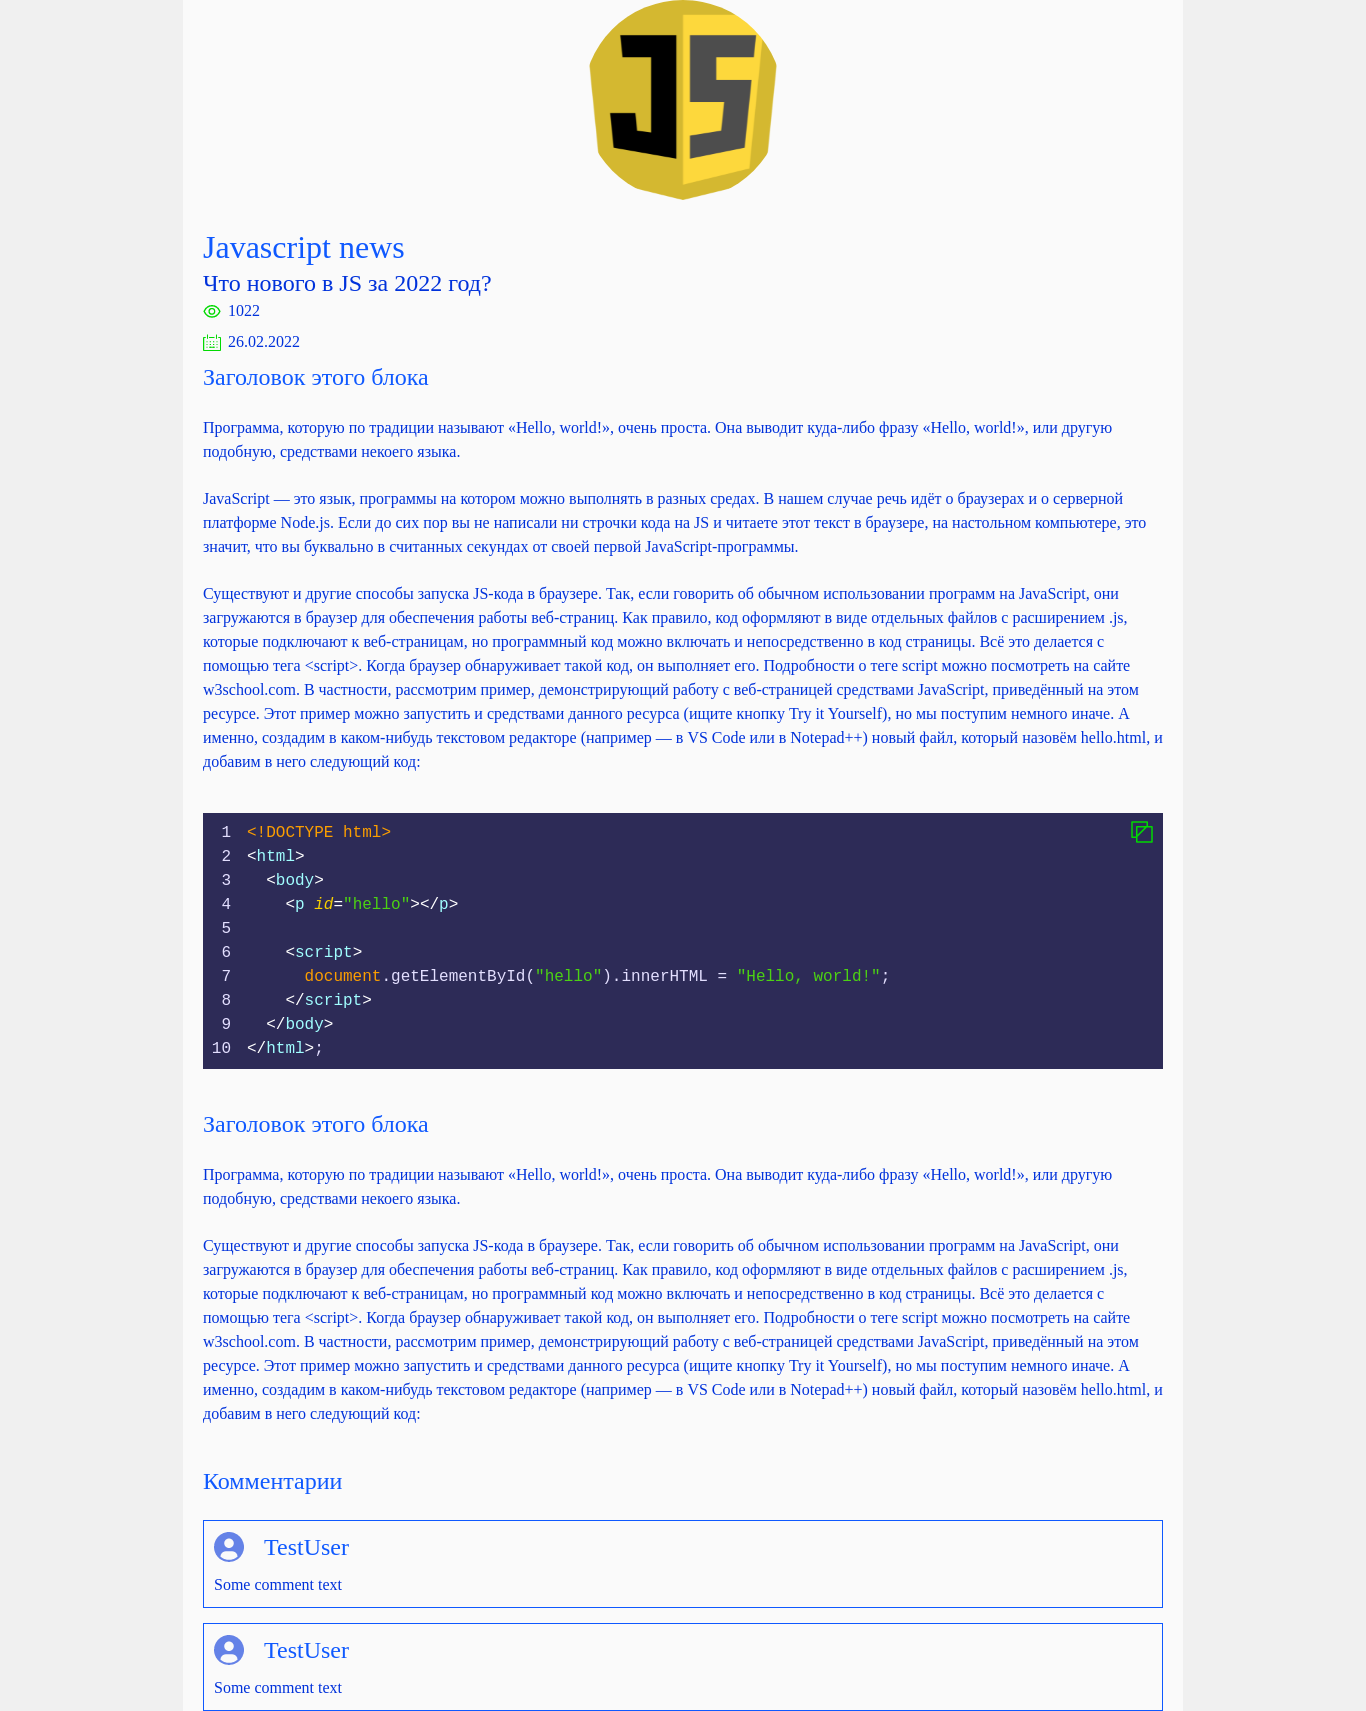 JS
Javascript news
Что нового в JS за 2022 год?
1022
26.02.2022
Заголовок этого блока
Программа, которую по традиции называют «Hello, world!», очень проста. Она выводит куда-либо фразу «Hello, world!», или другую
подобную, средствами некоего языка.
JavaScript — это язык, программы на котором можно выполнять в разных средах. В нашем случае речь идёт о браузерах и о серверной
платформе Node.js. Если до сих пор вы не написали ни строчки кода на JS и читаете этот текст в браузере, на настольном компьютере, это
значит, что вы буквально в считанных секундах от своей первой JavaScript-программы.
Существуют и другие способы запуска JS-кода в браузере. Так, если говорить об обычном использовании программ на JavaScript, они
загружаются в браузер для обеспечения работы веб-страниц. Как правило, код оформляют в виде отдельных файлов с расширением .js,
которые подключают к веб-страницам, но программный код можно включать и непосредственно в код страницы. Всё это делается с
помощью тега <script>. Когда браузер обнаруживает такой код, он выполняет его. Подробности о теге script можно посмотреть на сайте
w3school.com. В частности, рассмотрим пример, демонстрирующий работу с веб-страницей средствами JavaScript, приведённый на этом
ресурсе. Этот пример можно запустить и средствами данного ресурса (ищите кнопку Try it Yourself), но мы поступим немного иначе. А
именно, создадим в каком-нибудь текстовом редакторе (например — в VS Code или в Notepad++) новый файл, который назовём hello.html, и
добавим в него следующий код:
1 <!DOCTYPE html>
2 <html>
3   <body>
4     <p id="hello"></p>
5
6     <script>
7       document.getElementById("hello").innerHTML = "Hello, world!";
8     </script>
9   </body>
10 </html>;
Заголовок этого блока
Программа, которую по традиции называют «Hello, world!», очень проста. Она выводит куда-либо фразу «Hello, world!», или другую
подобную, средствами некоего языка.
Существуют и другие способы запуска JS-кода в браузере. Так, если говорить об обычном использовании программ на JavaScript, они
загружаются в браузер для обеспечения работы веб-страниц. Как правило, код оформляют в виде отдельных файлов с расширением .js,
которые подключают к веб-страницам, но программный код можно включать и непосредственно в код страницы. Всё это делается с
помощью тега <script>. Когда браузер обнаруживает такой код, он выполняет его. Подробности о теге script можно посмотреть на сайте
w3school.com. В частности, рассмотрим пример, демонстрирующий работу с веб-страницей средствами JavaScript, приведённый на этом
ресурсе. Этот пример можно запустить и средствами данного ресурса (ищите кнопку Try it Yourself), но мы поступим немного иначе. А
именно, создадим в каком-нибудь текстовом редакторе (например — в VS Code или в Notepad++) новый файл, который назовём hello.html, и
добавим в него следующий код:
Комментарии
TestUser
Some comment text
TestUser
Some comment text